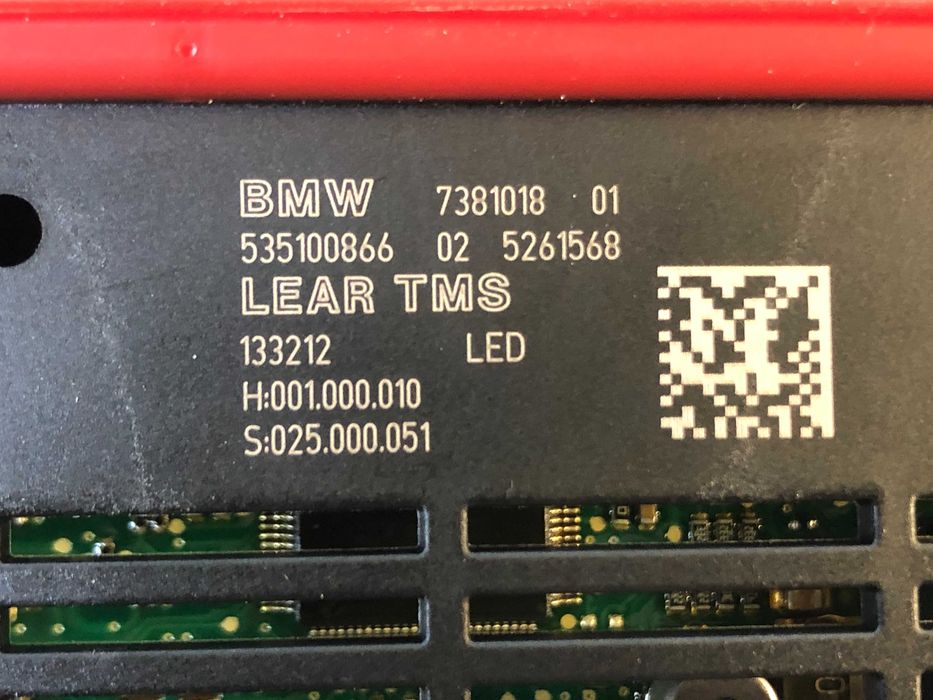 BMW 7381018 01
535100866 02 5261568
LEAR TMS
133212 LED
H:001.000.010
S:025.000.051